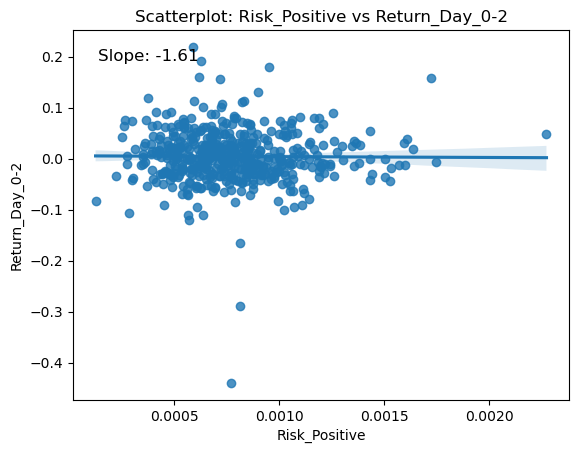 Scatterplot: Risk_Positive vs Return_Day_0-2
Slope: -1.61
0.2
0.1
0.0
−0.1
−0.2
−0.3
−0.4
Return_Day_0-2
0.0005
0.0010
0.0015
0.0020
Risk_Positive